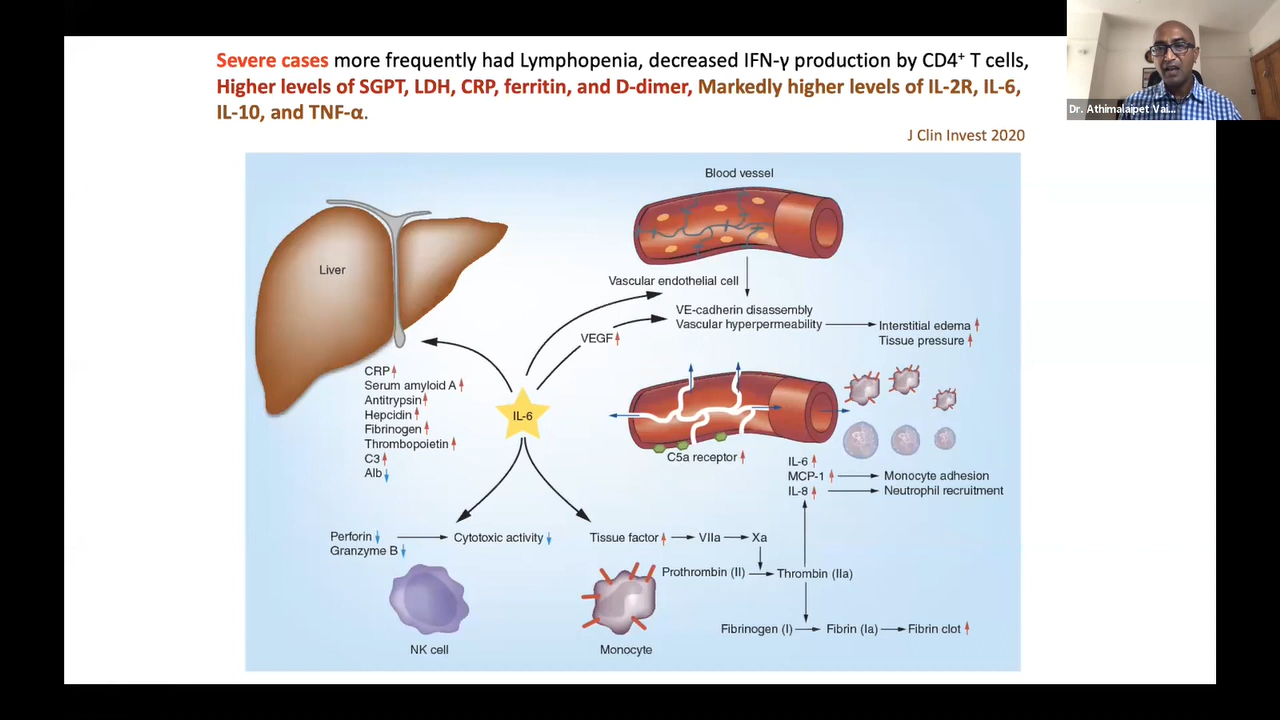 Severe cases more frequently had Lymphopenia, decreased IFN-γ production by CD4⁺ T cells,
Higher levels of SGPT, LDH, CRP, ferritin, and D-dimer, Markedly higher levels of IL-2R, IL-6,
IL-10, and TNF-α.
J Clin Invest 2020
Dr. Athimalaipet Vai...
Blood vessel
Liver
Vascular endothelial cell
VE-cadherin disassembly
Vascular hyperpermeability
Interstitial edema
Tissue pressure
VEGF
CRP
Serum amyloid A
Antitrypsin
Hepcidin
Fibrinogen
Thrombopoietin
C3
Alb
IL-6
C5a receptor
IL-6
MCP-1
Monocyte adhesion
IL-8
Neutrophil recruitment
Perforin
Granzyme B
Cytotoxic activity
Tissue factor
VIIa
Xa
Prothrombin (II)
Thrombin (IIa)
Fibrinogen (I)
Fibrin (Ia)
Fibrin clot
NK cell
Monocyte